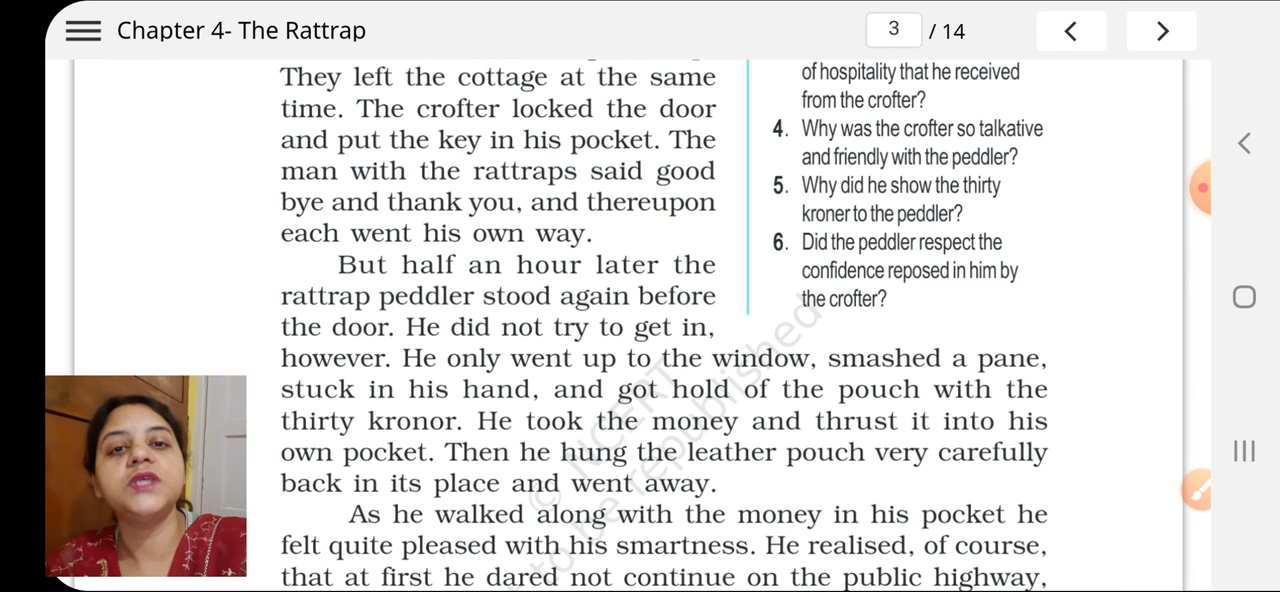 Chapter 4- The Rattrap
3 / 14
They left the cottage at the same
time. The crofter locked the door
and put the key in his pocket. The
man with the rattraps said good
bye and thank you, and thereupon
each went his own way.
But half an hour later the
rattrap peddler stood again before
the door. He did not try to get in,
however. He only went up to the window, smashed a pane,
stuck in his hand, and got hold of the pouch with the
thirty kronor. He took the money and thrust it into his
own pocket. Then he hung the leather pouch very carefully
back in its place and went away.
As he walked along with the money in his pocket he
felt quite pleased with his smartness. He realised, of course,
that at first he dared not continue on the public highway,
of hospitality that he received
from the crofter?
4. Why was the crofter so talkative
and friendly with the peddler?
5. Why did he show the thirty
kroner to the peddler?
6. Did the peddler respect the
confidence reposed in him by
the crofter?
© NCERT
to be republished